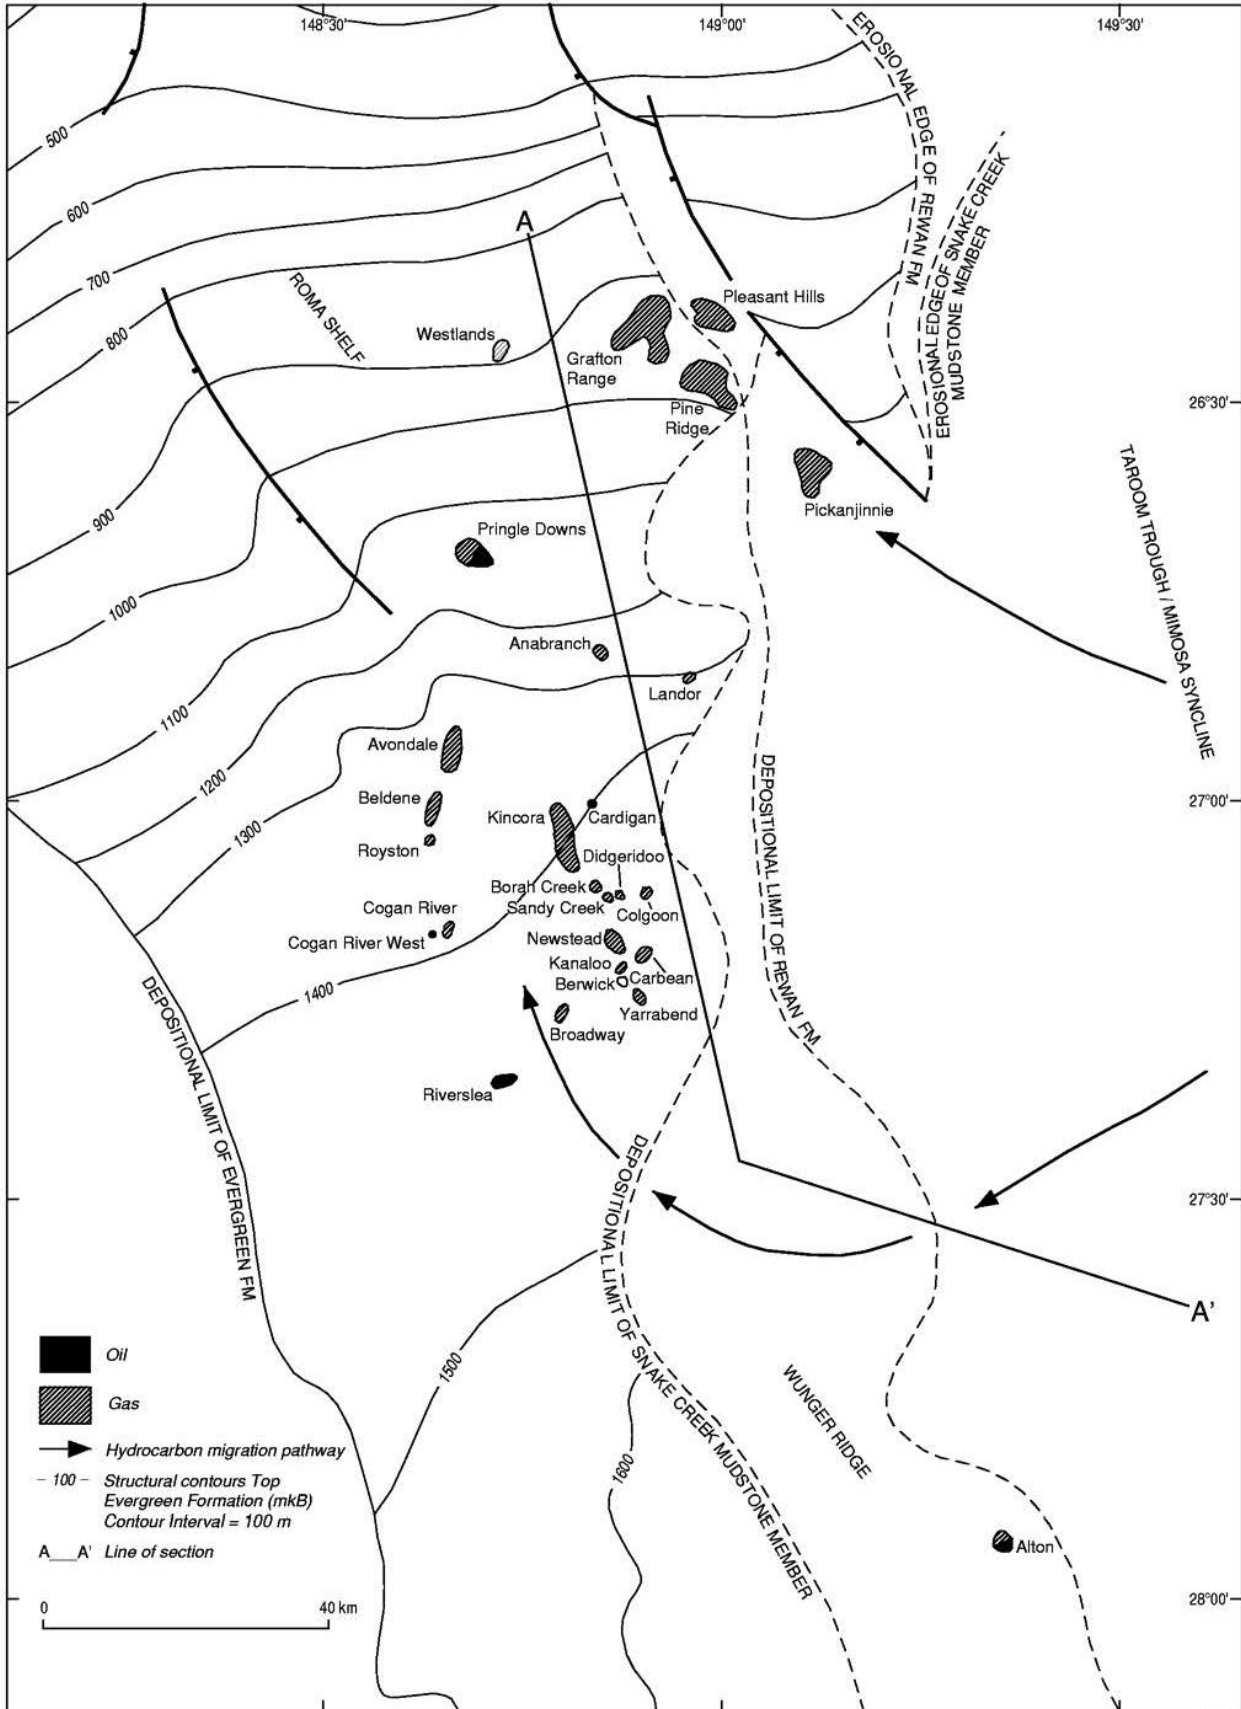 148°30'
149°00'
149°30'
EROSIONAL EDGE OF REWAN FM
EROSIONAL EDGE OF SNAKE CREEK
MUDSTONE MEMBER
500
600
700
800
900
1000
1100
1200
1300
1400
1500
1600
A
ROMA SHELF
Pleasant Hills
Westlands
Grafton
Range
Pine
Ridge
26°30'
Pickanjinnie
TAROOM TROUGH / MIMOSA SYNCLINE
Pringle Downs
Anabranch
Landor
Avondale
Beldene
Royston
Kincora
Cardigan
27°00'
Didgeridoo
Borah Creek
Sandy Creek
Colgoon
Cogan River
Cogan River West
Newstead
Kanaloo
Carbean
Berwick
Yarrabend
Broadway
Riverslea
DEPOSITIONAL LIMIT OF REWAN FM
DEPOSITIONAL LIMIT OF EVERGREEN FM
DEPOSITIONAL LIMIT OF SNAKE CREEK MUDSTONE MEMBER
27°30'
A'
WUNGER RIDGE
Alton
28°00'
Oil
Gas
Hydrocarbon migration pathway
– 100 – Structural contours Top
Evergreen Formation (mkB)
Contour Interval = 100 m
A___A' Line of section
0 40 km